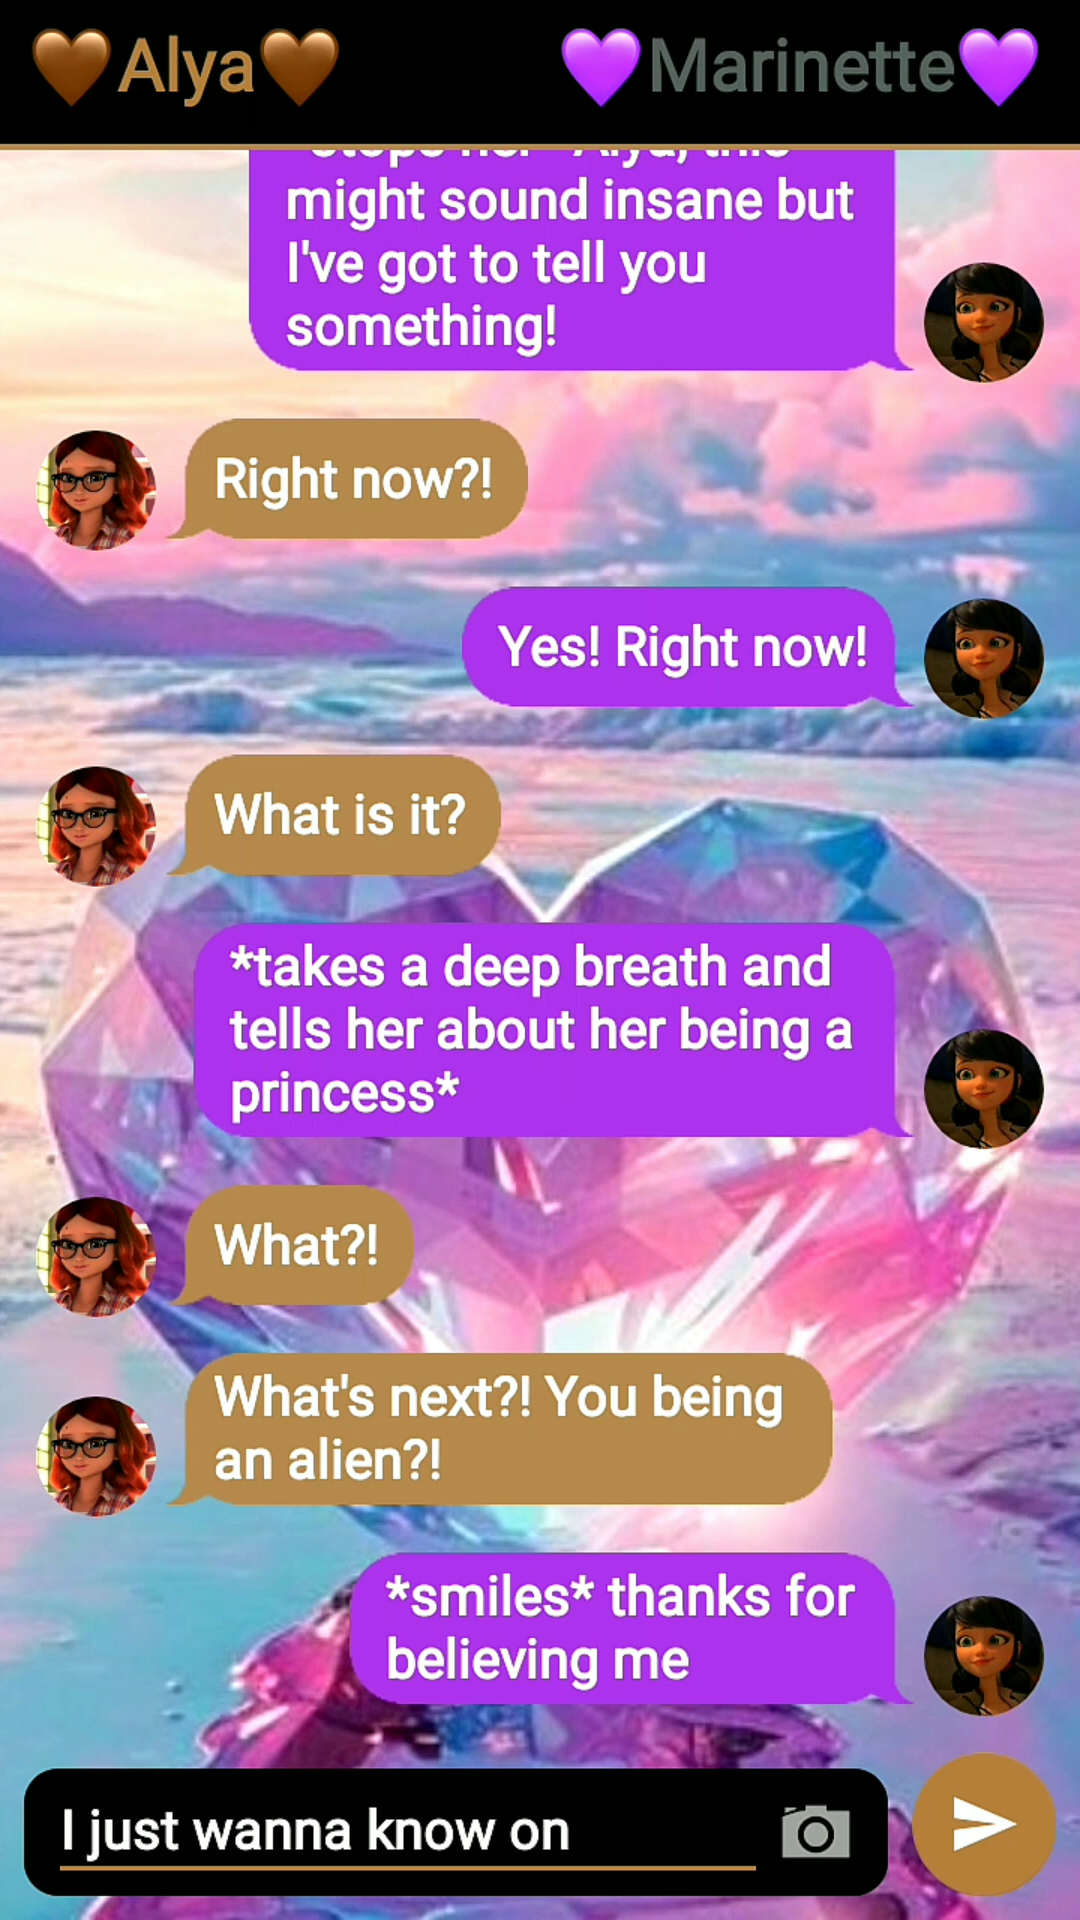 🤎Alya🤎 💜Marinette💜
might sound insane but
I've got to tell you
something!
Right now?!
Yes! Right now!
What is it?
*takes a deep breath and
tells her about her being a
princess*
What?!
What's next?! You being
an alien?!
*smiles* thanks for
believing me
I just wanna know on